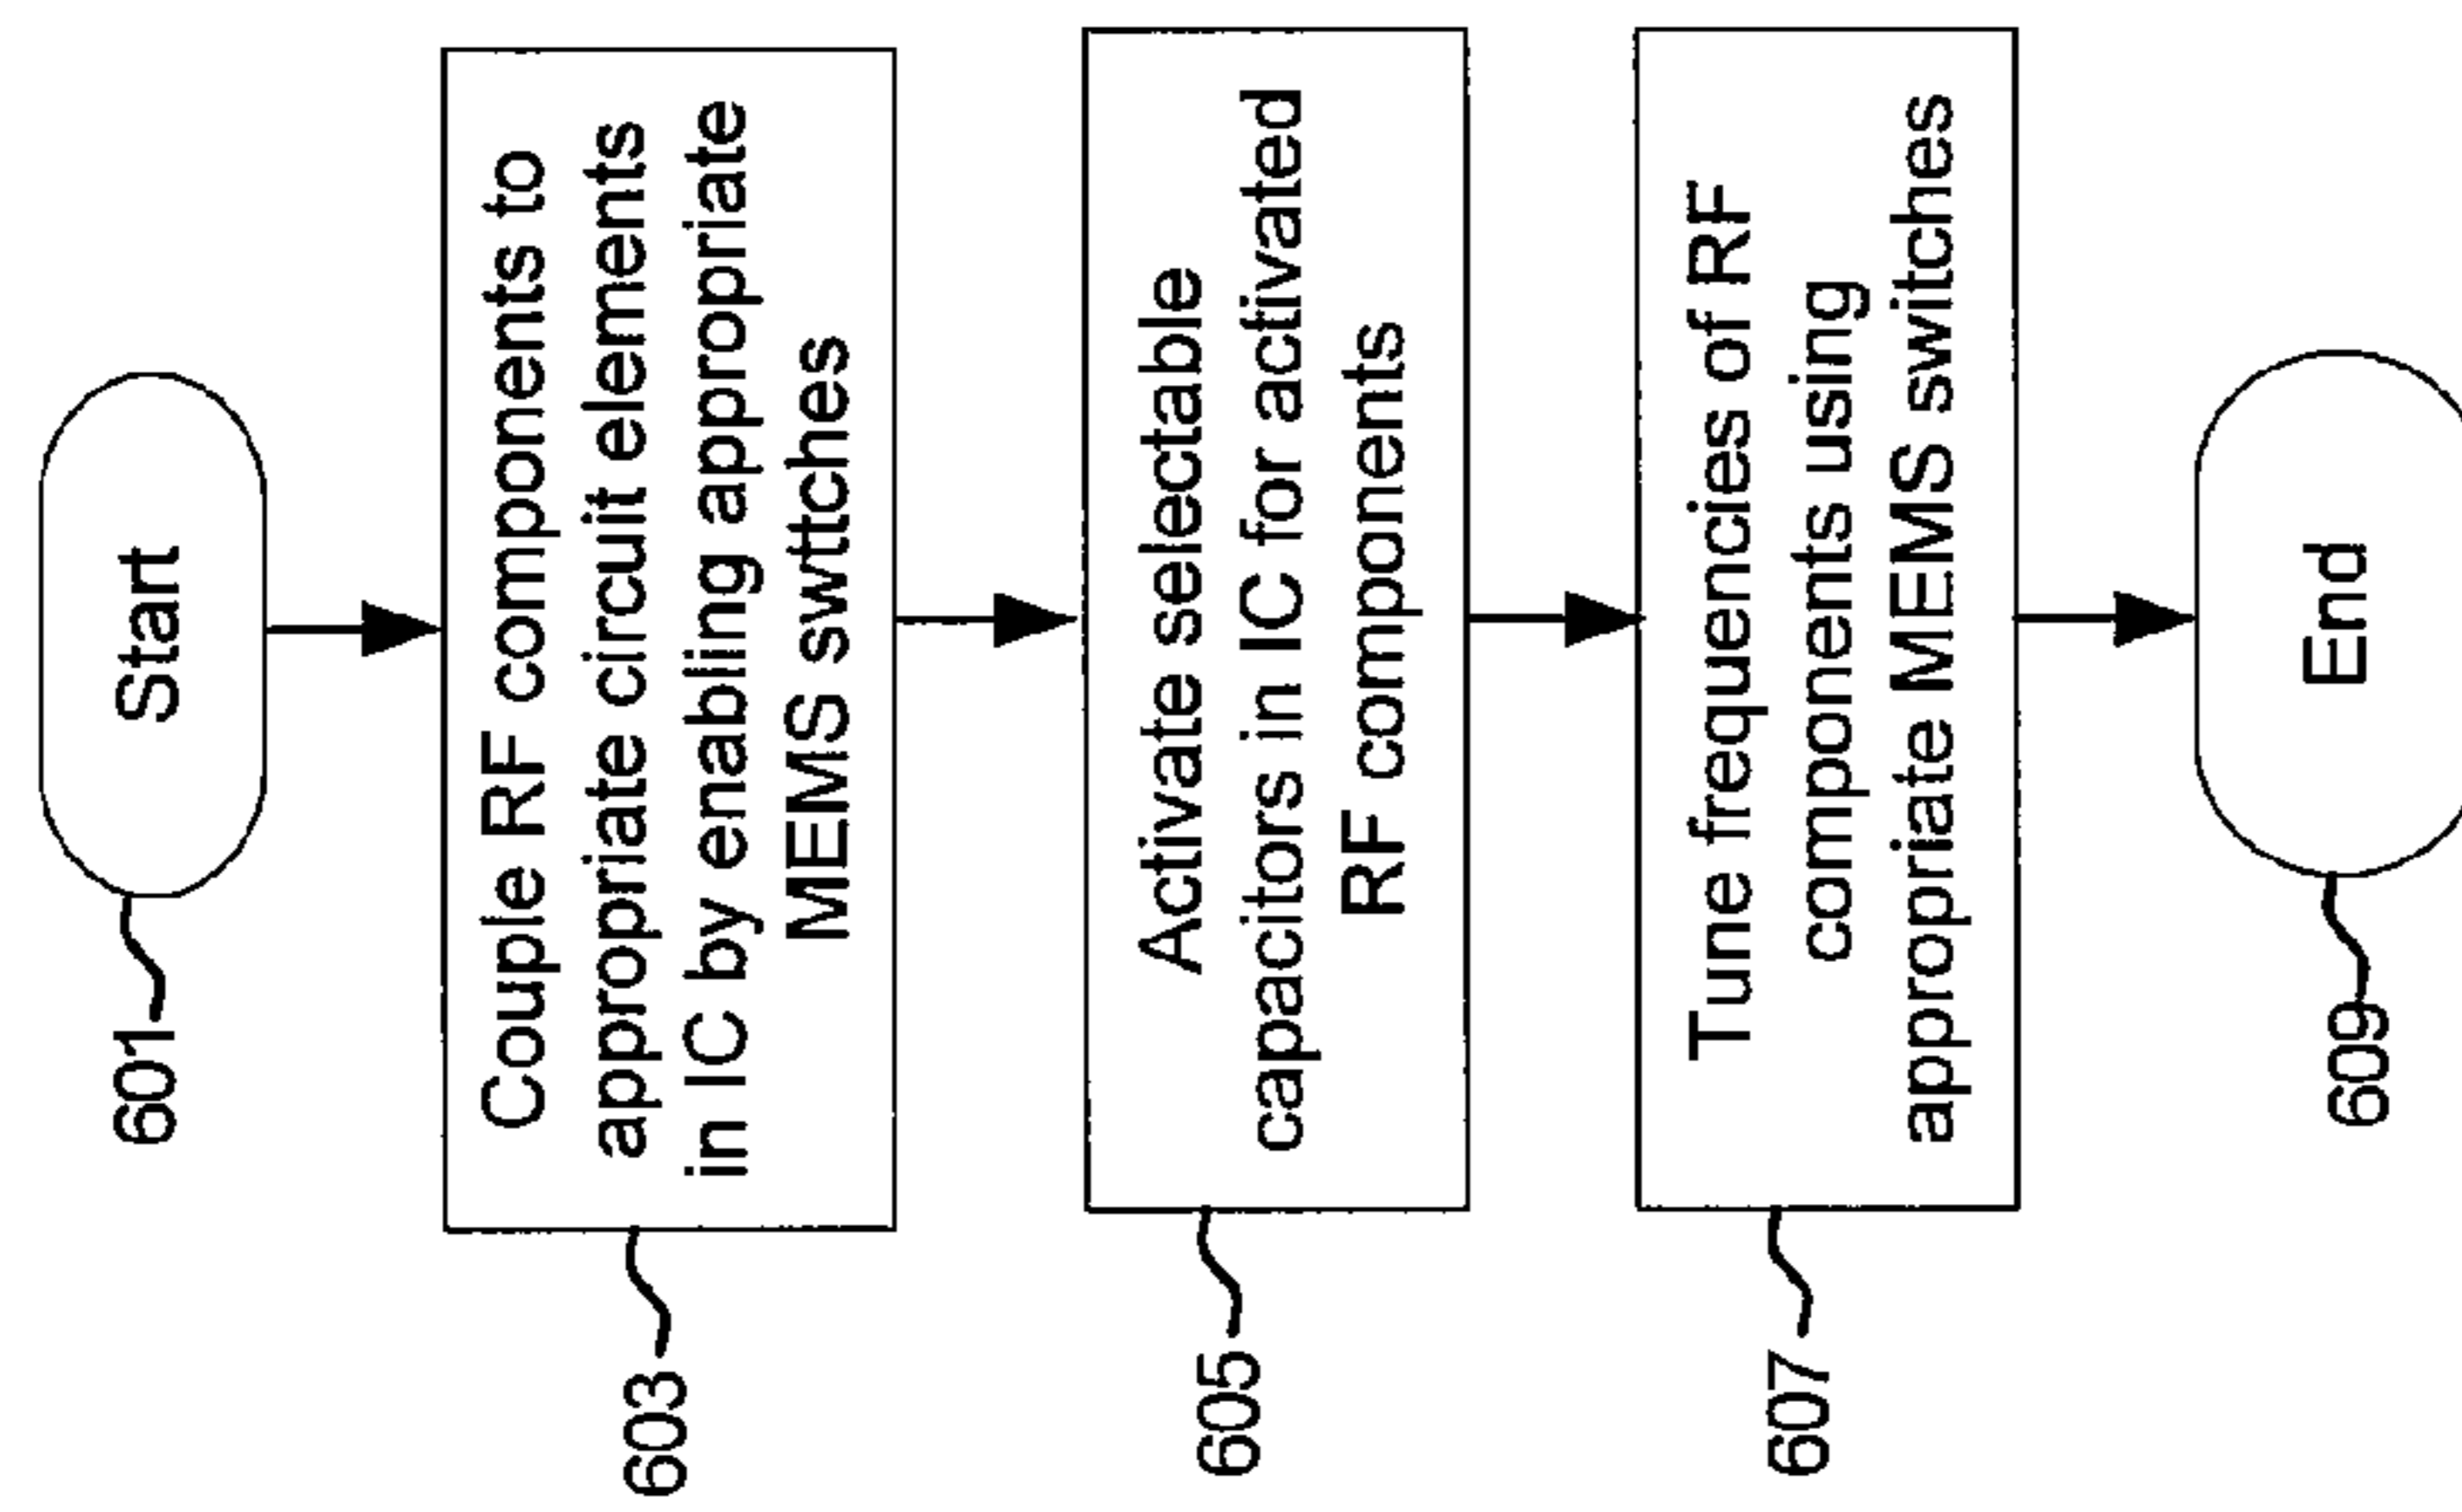 Start
601
Couple RF components to
appropriate circuit elements
in IC by enabling appropriate
MEMS swttches
603
Activate selectable
capacitors in IC for activated
RF components
605
Tune frequencies of RF
components using
appropriate MEMS switches
607
End
609